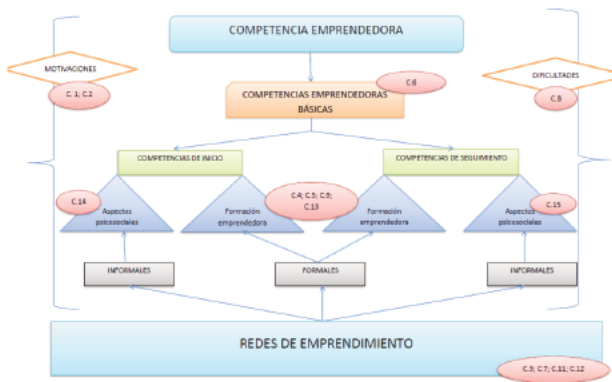 COMPETENCIA EMPRENDEDORA
MOTIVACIONES
C. 1; C.2
DIFICULTADES
C.8
C.6
COMPETENCIAS EMPRENDEDORAS
BÁSICAS
COMPETENCIAS DE INICIO
COMPETENCIAS DE SEGUIMIENTO
C.14
Aspectos
psicosociales
Formación
emprendedora
C.4; C.5; C.9;
C.13
Formación
emprendedora
Aspectos
psicosociales
C.15
INFORMALES
FORMALES
INFORMALES
REDES DE EMPRENDIMIENTO
C.3; C.7; C.11; C.12